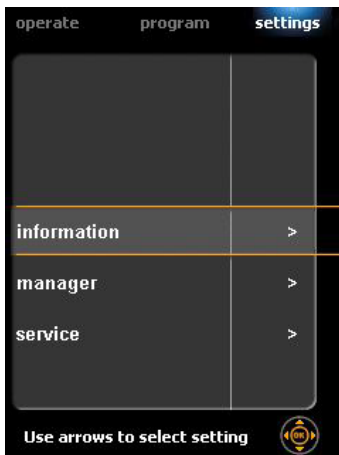 operate program settings
information >
manager >
service >
Use arrows to select setting OK